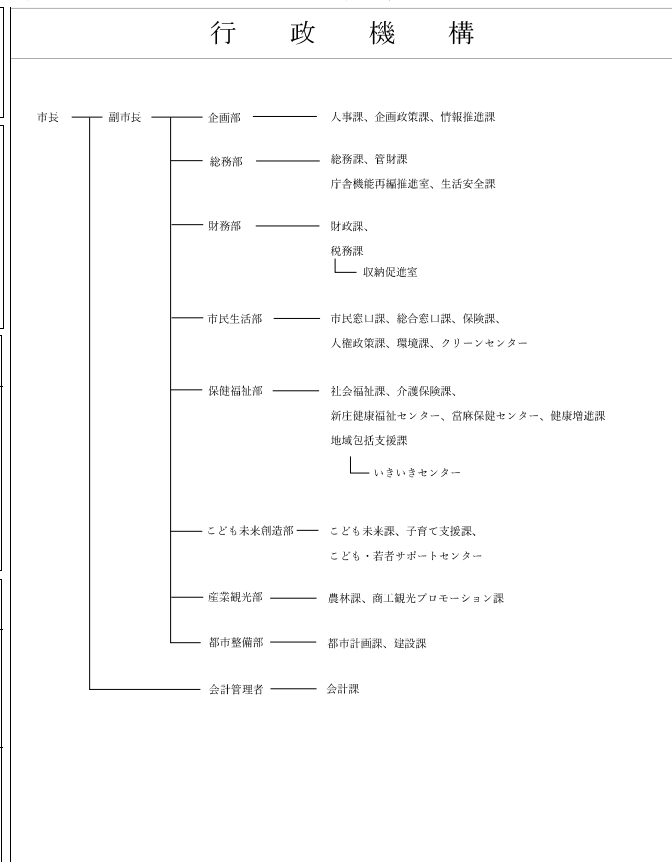 行政機構
市長 副市長 企画部 人事課、企画政策課、情報推進課
総務部 総務課、管財課
庁舎機能再編推進室、生活安全課
財務部 財政課、
税務課
収納促進室
市民生活部 市民窓口課、総合窓口課、保険課、
人権政策課、環境課、クリーンセンター
保健福祉部 社会福祉課、介護保険課、
新庄健康福祉センター、當麻保健センター、健康増進課
地域包括支援課
いきいきセンター
こども未来創造部 こども未来課、子育て支援課、
こども・若者サポートセンター
産業観光部 農林課、商工観光プロモーション課
都市整備部 都市計画課、建設課
会計管理者 会計課